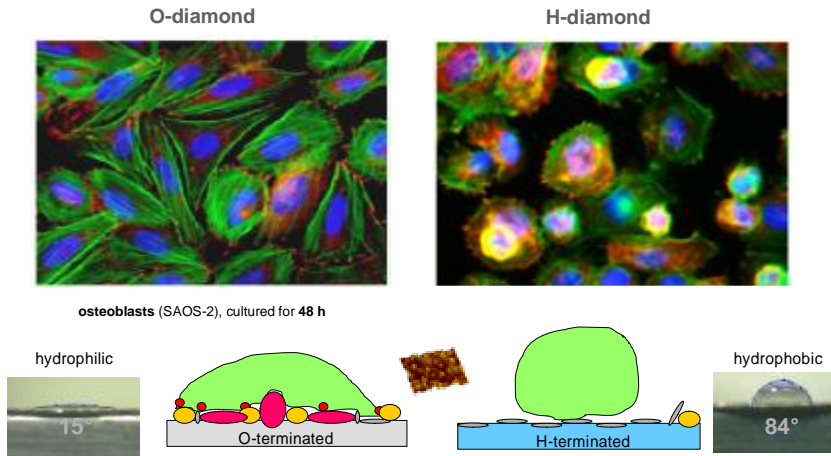 O-diamond
H-diamond
osteoblasts (SAOS-2), cultured for 48 h
hydrophilic
hydrophobic
15°
84°
O-terminated
H-terminated